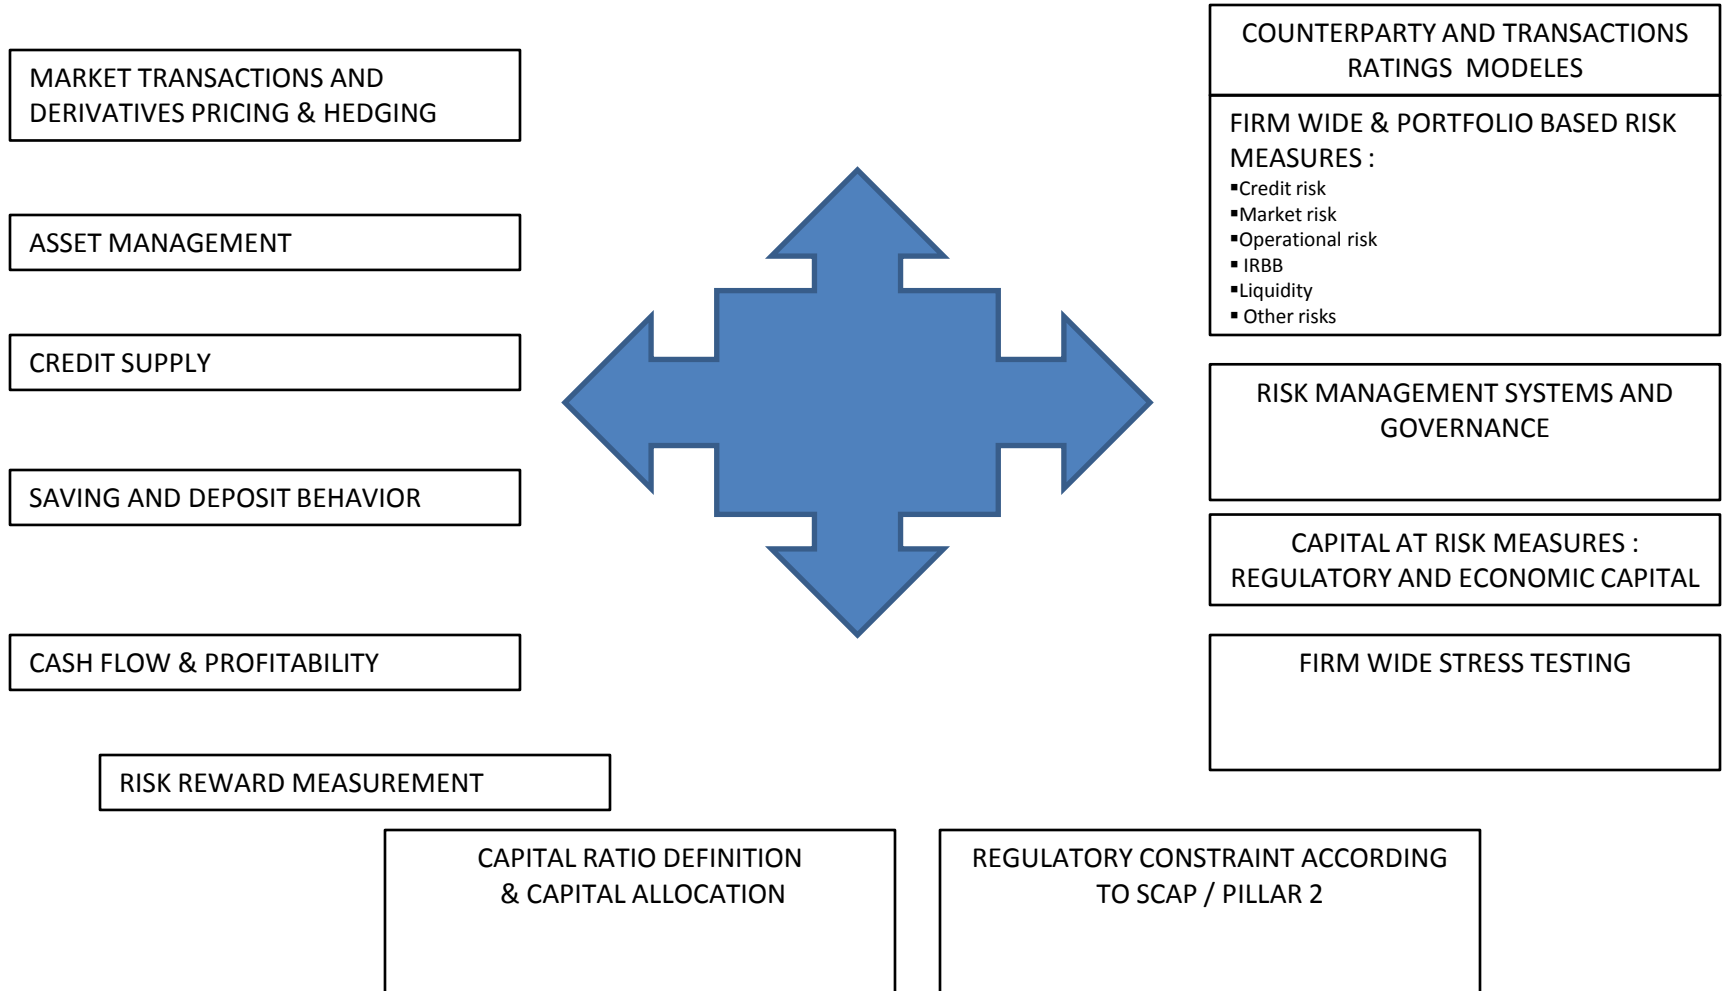 MARKET TRANSACTIONS AND
DERIVATIVES PRICING & HEDGING
ASSET MANAGEMENT
CREDIT SUPPLY
SAVING AND DEPOSIT BEHAVIOR
CASH FLOW & PROFITABILITY
RISK REWARD MEASUREMENT
CAPITAL RATIO DEFINITION
& CAPITAL ALLOCATION
REGULATORY CONSTRAINT ACCORDING
TO SCAP / PILLAR 2
COUNTERPARTY AND TRANSACTIONS
RATINGS MODELES
FIRM WIDE & PORTFOLIO BASED RISK
MEASURES :
▪Credit risk
▪Market risk
▪Operational risk
▪ IRBB
▪Liquidity
▪ Other risks
RISK MANAGEMENT SYSTEMS AND
GOVERNANCE
CAPITAL AT RISK MEASURES :
REGULATORY AND ECONOMIC CAPITAL
FIRM WIDE STRESS TESTING